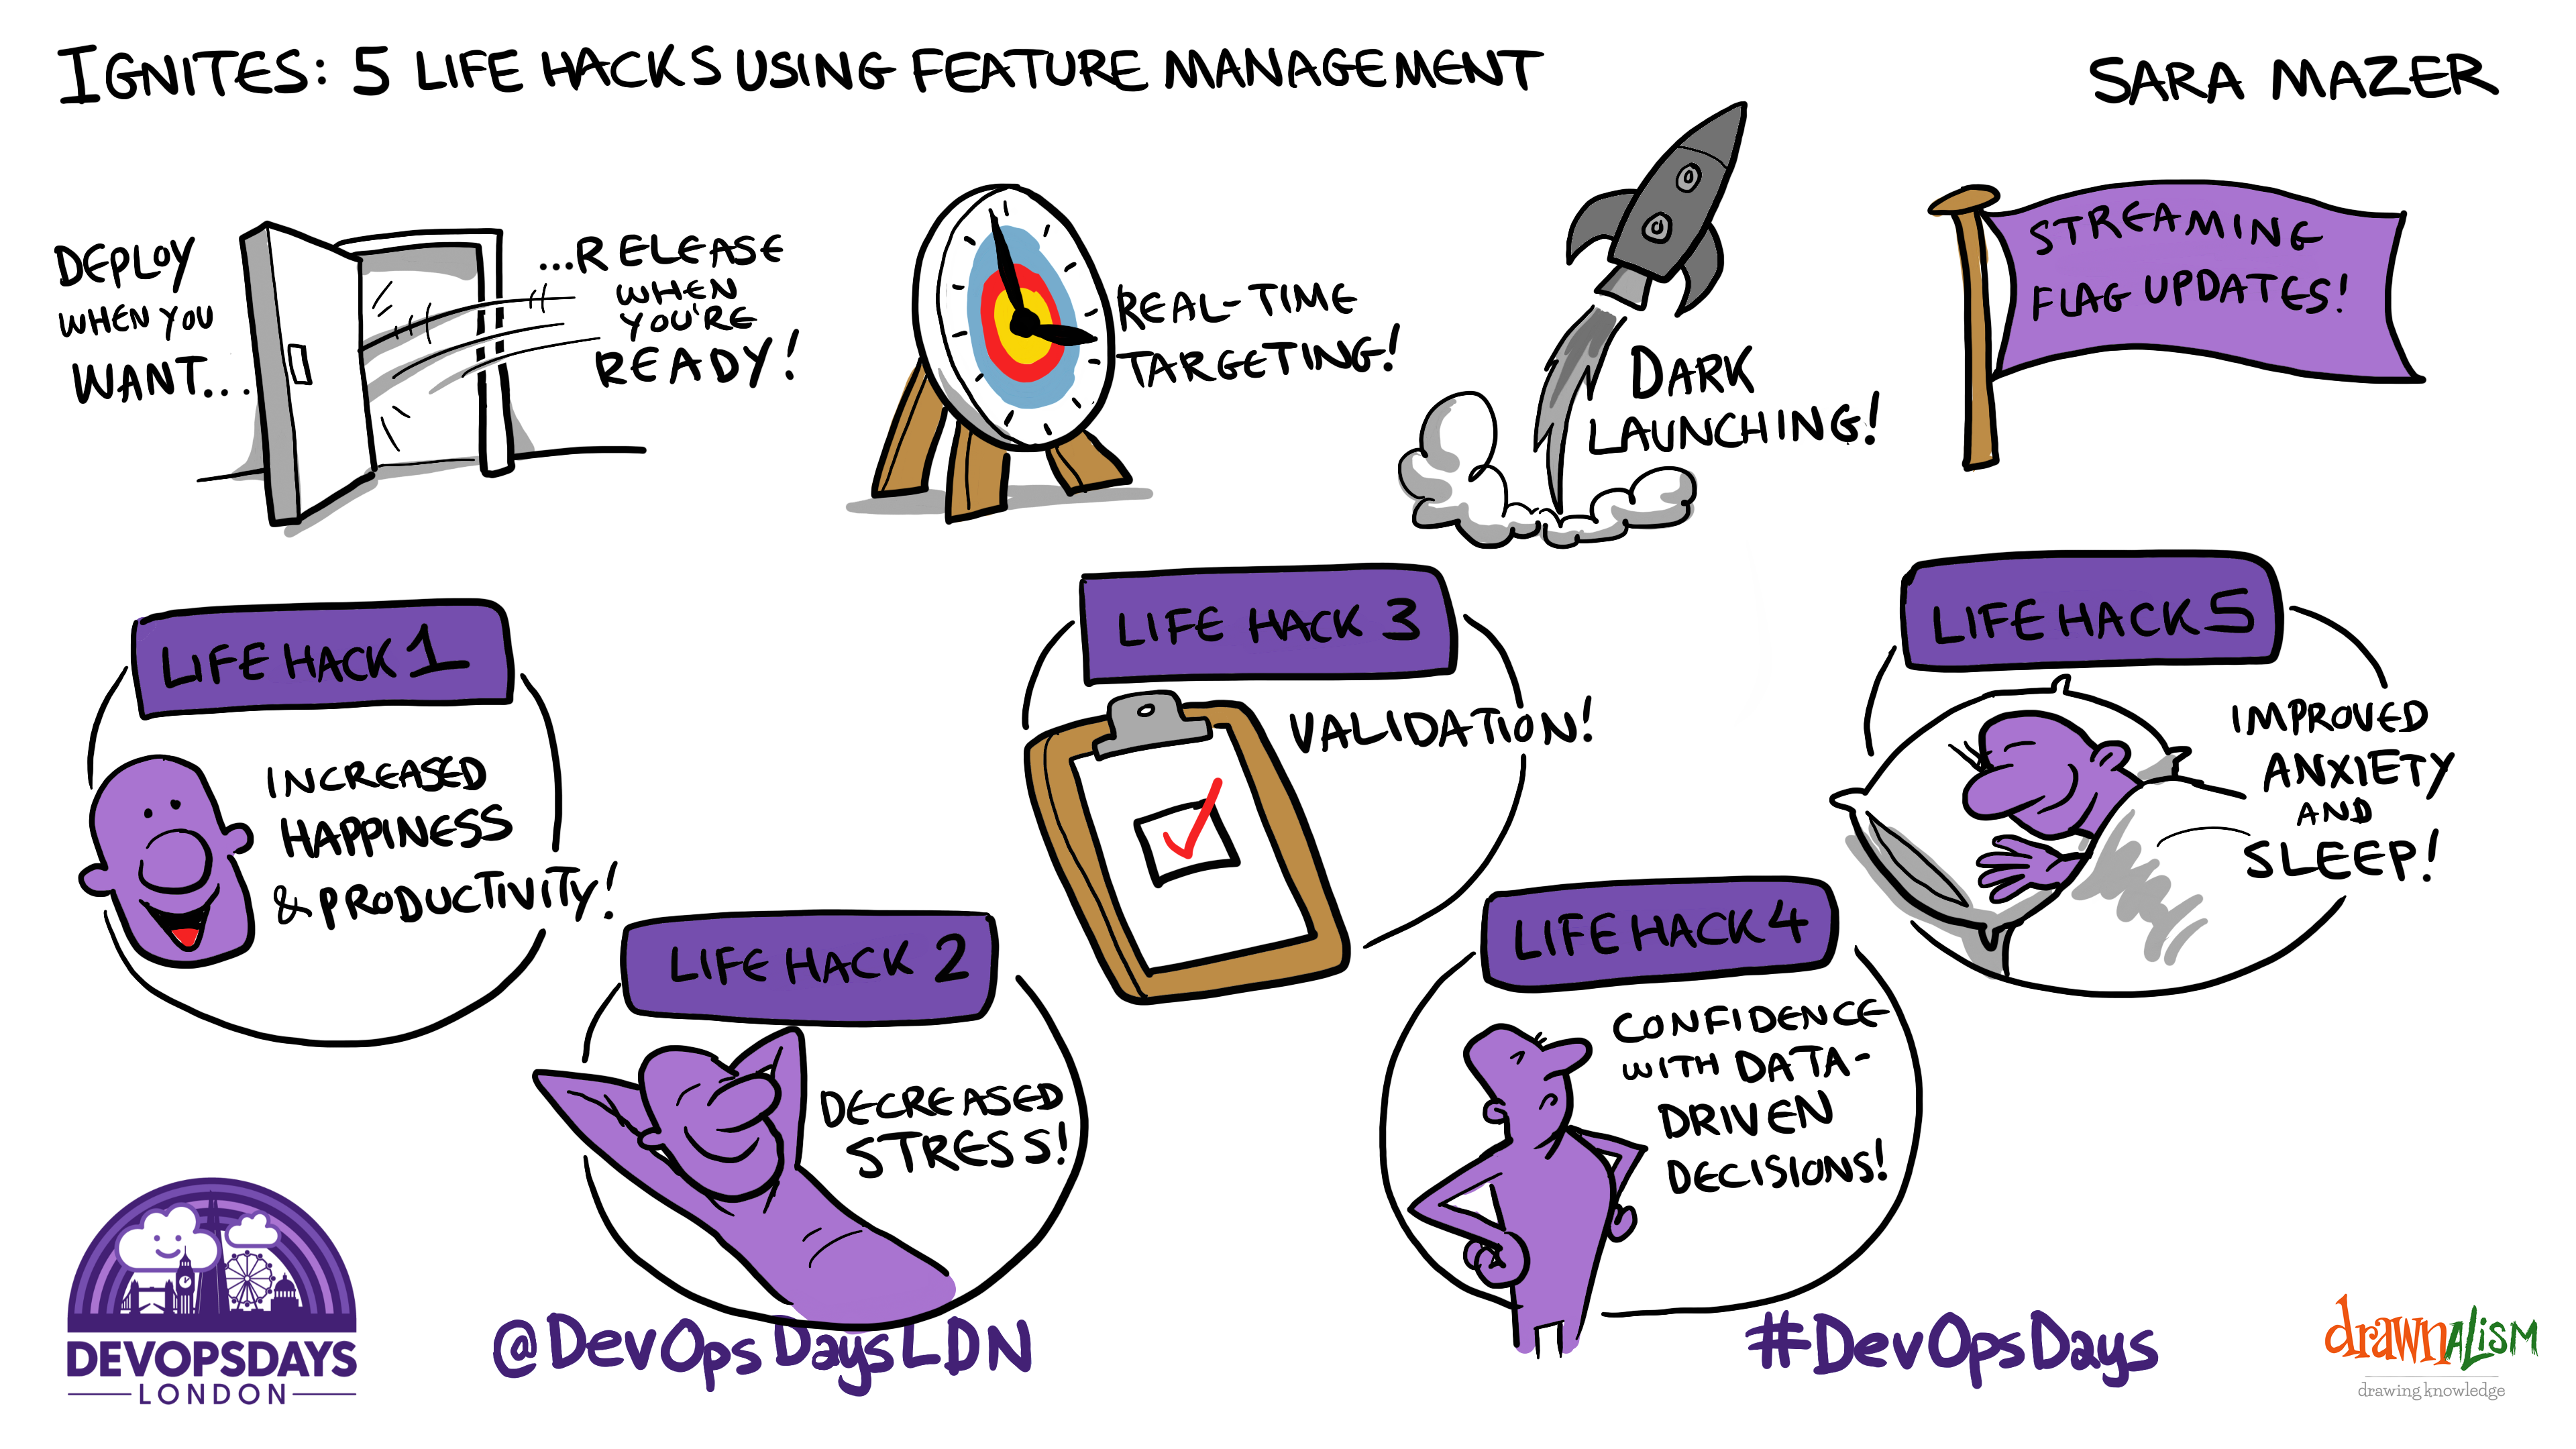 IGNITES: 5 LIFE HACKS USING FEATURE MANAGEMENT
SARA MAZER
DEPLOY
WHEN YOU
WANT...
...RELEASE
WHEN
YOU'RE
READY!
REAL-TIME
TARGETING!
DARK
LAUNCHING!
STREAMING
FLAG UPDATES!
LIFE HACK 1
INCREASED
HAPPINESS
& PRODUCTIVITY!
LIFE HACK 2
DECREASED
STRESS!
LIFE HACK 3
VALIDATION!
LIFE HACK 4
CONFIDENCE
WITH DATA-
DRIVEN
DECISIONS!
LIFE HACK 5
IMPROVED
ANXIETY
AND
SLEEP!
DEVOPSDAYS
LONDON
@DevOpsDaysLDN
#DevOpsDays
drawnALiSM
drawing knowledge